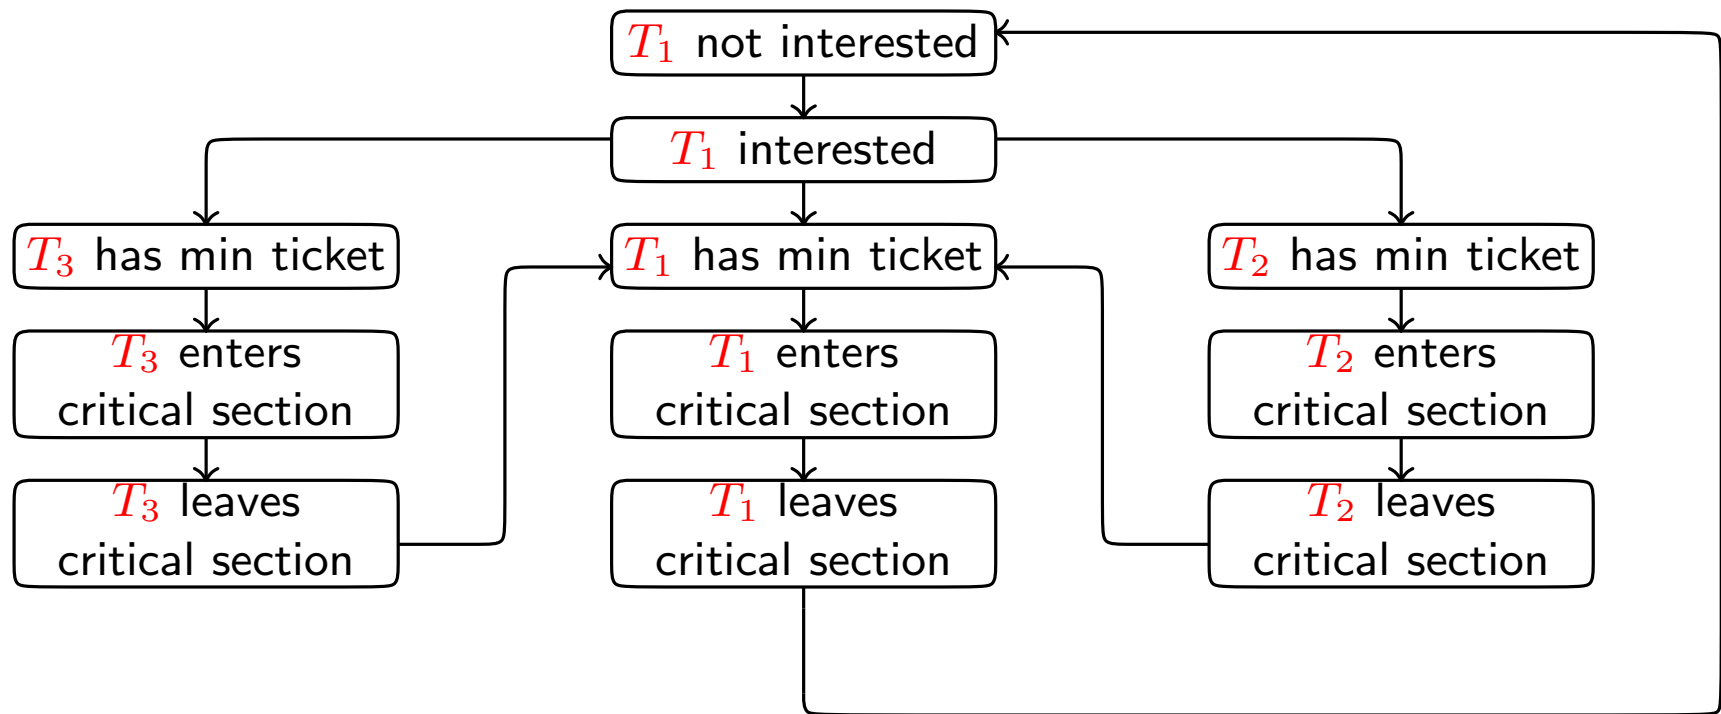 T₁ not interested
T₁ interested
T₃ has min ticket
T₁ has min ticket
T₂ has min ticket
T₃ enters
critical section
T₁ enters
critical section
T₂ enters
critical section
T₃ leaves
critical section
T₁ leaves
critical section
T₂ leaves
critical section